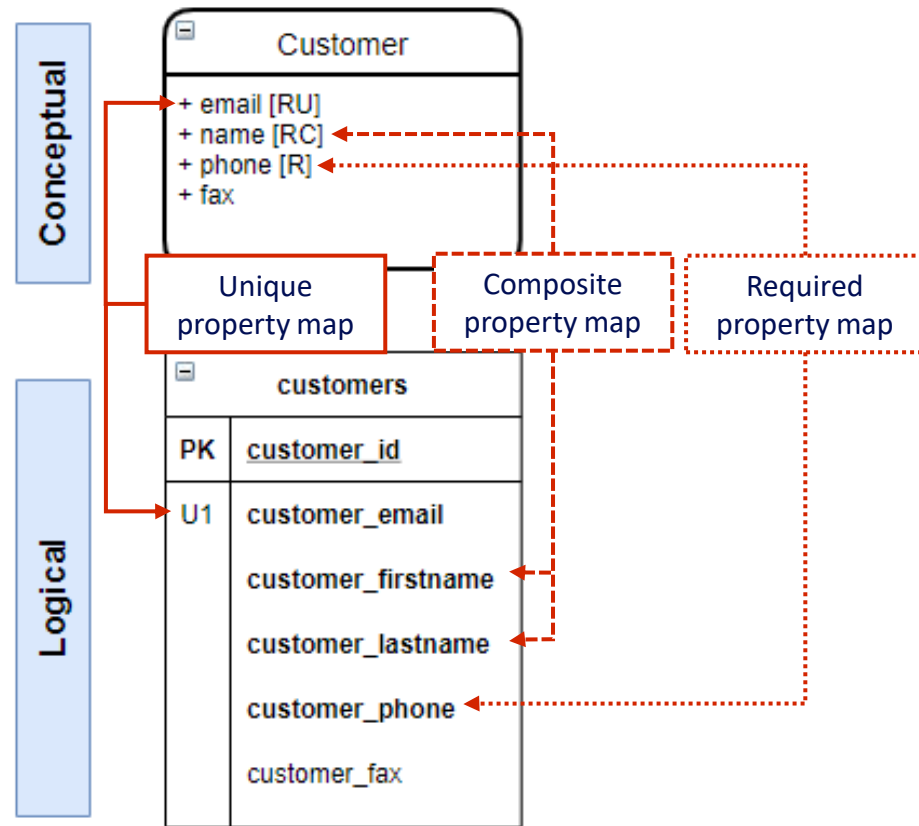 Conceptual
Customer
+ email [RU]
+ name [RC]
+ phone [R]
+ fax
Unique
property map
Composite
property map
Required
property map
Logical
customers
PK customer_id
U1 customer_email
customer_firstname
customer_lastname
customer_phone
customer_fax